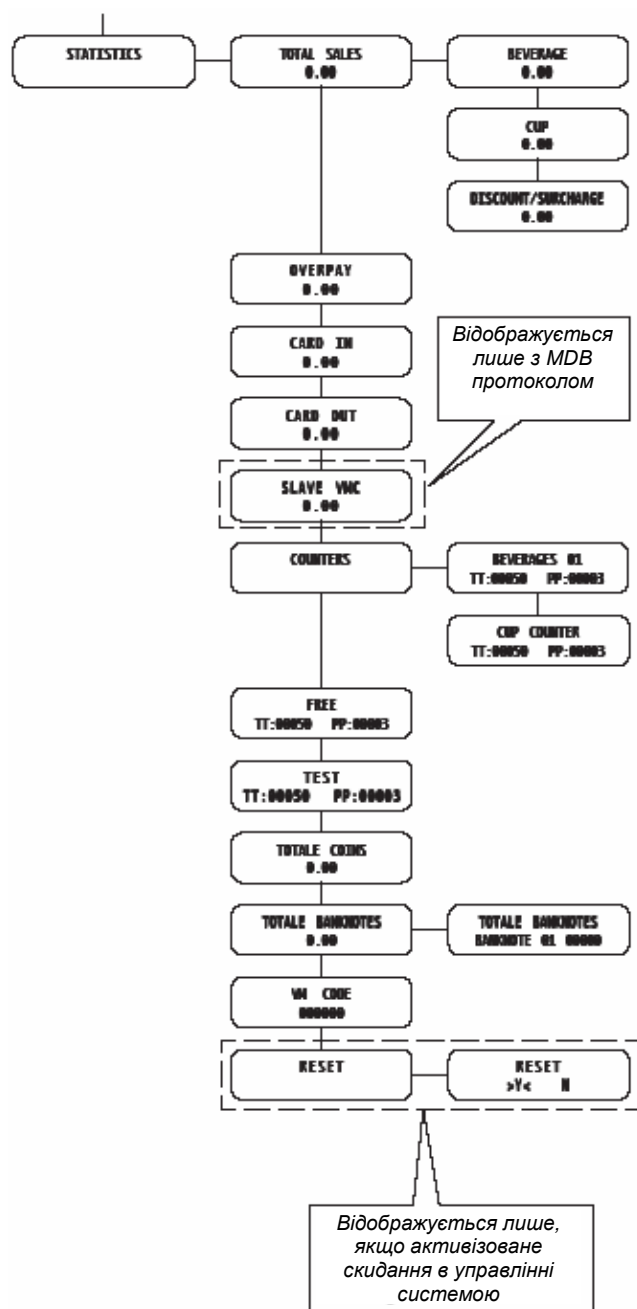 STATISTICS
TOTAL SALES
0.00
BEVERAGE
0.00
CUP
0.00
DISCOUNT/SURCHARGE
0.00
OVERPAY
0.00
CARD IN
0.00
Відображується
лише з MDB
протоколом
CARD OUT
0.00
SLAVE VMC
0.00
COUNTERS
BEVERAGES 01
TT:00050 PP:00003
CUP COUNTER
TT:00050 PP:00003
FREE
TT:00050 PP:00003
TEST
TT:00050 PP:00003
TOTALE COINS
0.00
TOTALE BANKNOTES
0.00
TOTALE BANKNOTES
BANKNOTE 01 00000
VM CODE
000000
RESET
RESET
>Y< N
Відображується лише,
якщо активізоване
скидання в управлінні
системою